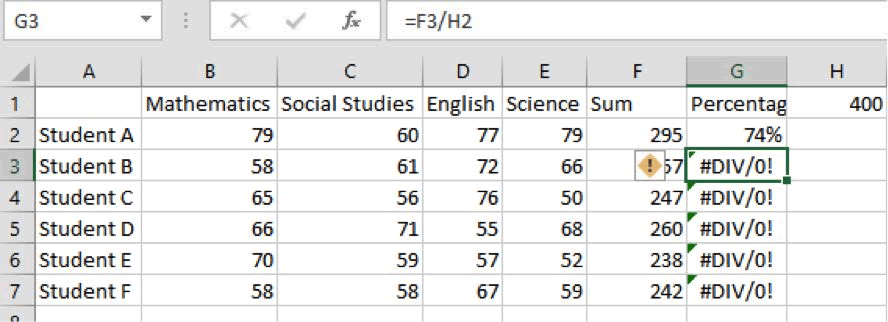 G3 fx =F3/H2
A B C D E F G H
1 Mathematics Social Studies English Science Sum Percentag 400
2 Student A 79 60 77 79 295 74%
3 Student B 58 61 72 66 57 #DIV/0!
4 Student C 65 56 76 50 247 #DIV/0!
5 Student D 66 71 55 68 260 #DIV/0!
6 Student E 70 59 57 52 238 #DIV/0!
7 Student F 58 58 67 59 242 #DIV/0!